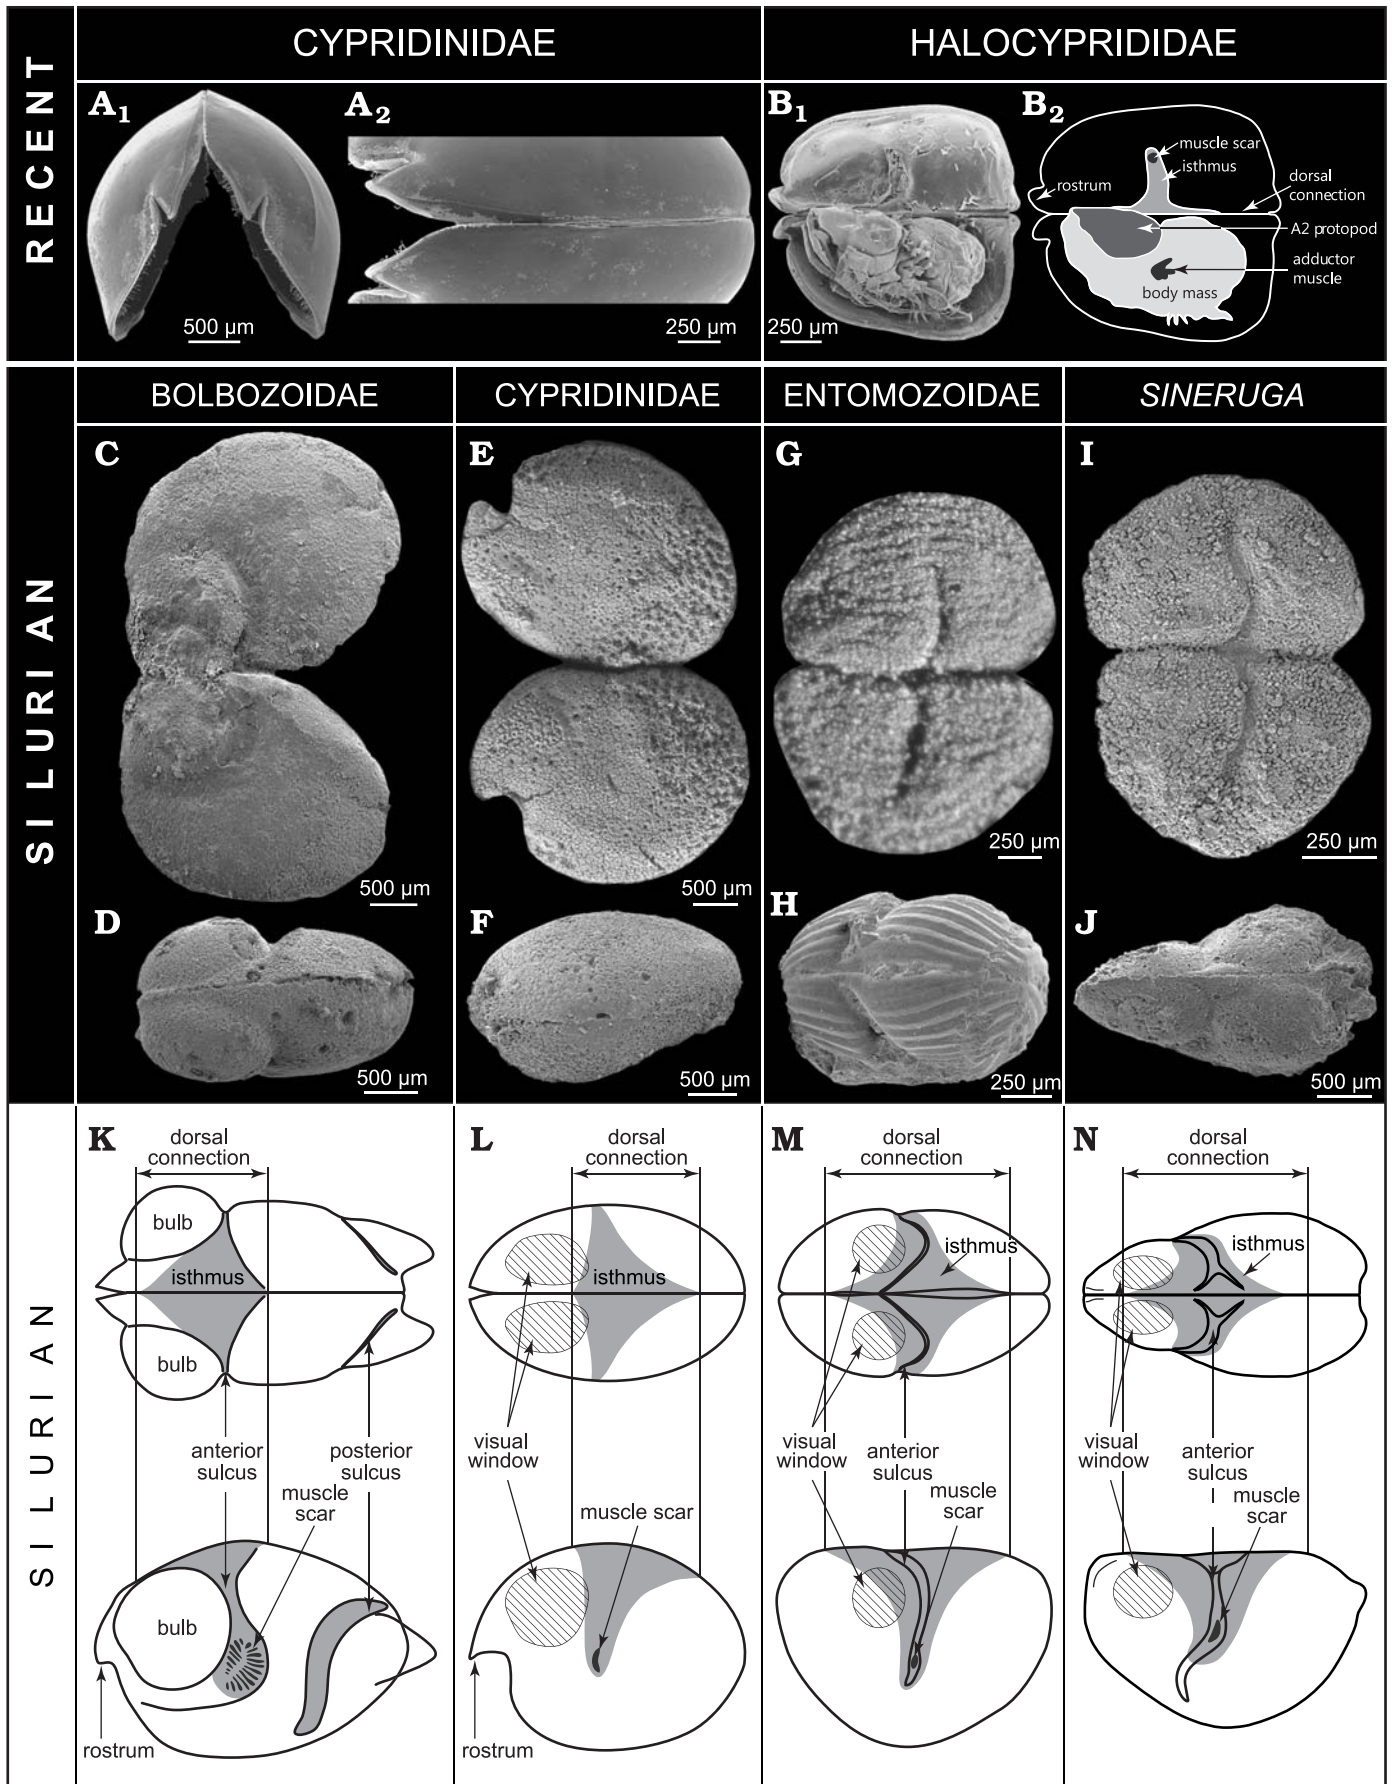 RECENT
CYPRIDINIDAE
HALOCYPRIDIDAE
A1
A2
B1
B2
500 µm
250 µm
250 µm
muscle scar
isthmus
rostrum
dorsal
connection
A2 protopod
adductor
muscle
body mass
SILURIAN
BOLBOZOIDAE
CYPRIDINIDAE
ENTOMOZOIDAE
SINERUGA
C
E
G
I
500 µm
500 µm
250 µm
250 µm
D
F
H
J
500 µm
500 µm
250 µm
500 µm
SILURIAN
K
dorsal
connection
bulb
isthmus
bulb
anterior
sulcus
posterior
sulcus
muscle
scar
bulb
rostrum
L
dorsal
connection
isthmus
visual
window
muscle scar
rostrum
M
dorsal
connection
isthmus
visual
window
anterior
sulcus
muscle
scar
N
dorsal
connection
isthmus
visual
window
anterior
sulcus
muscle
scar